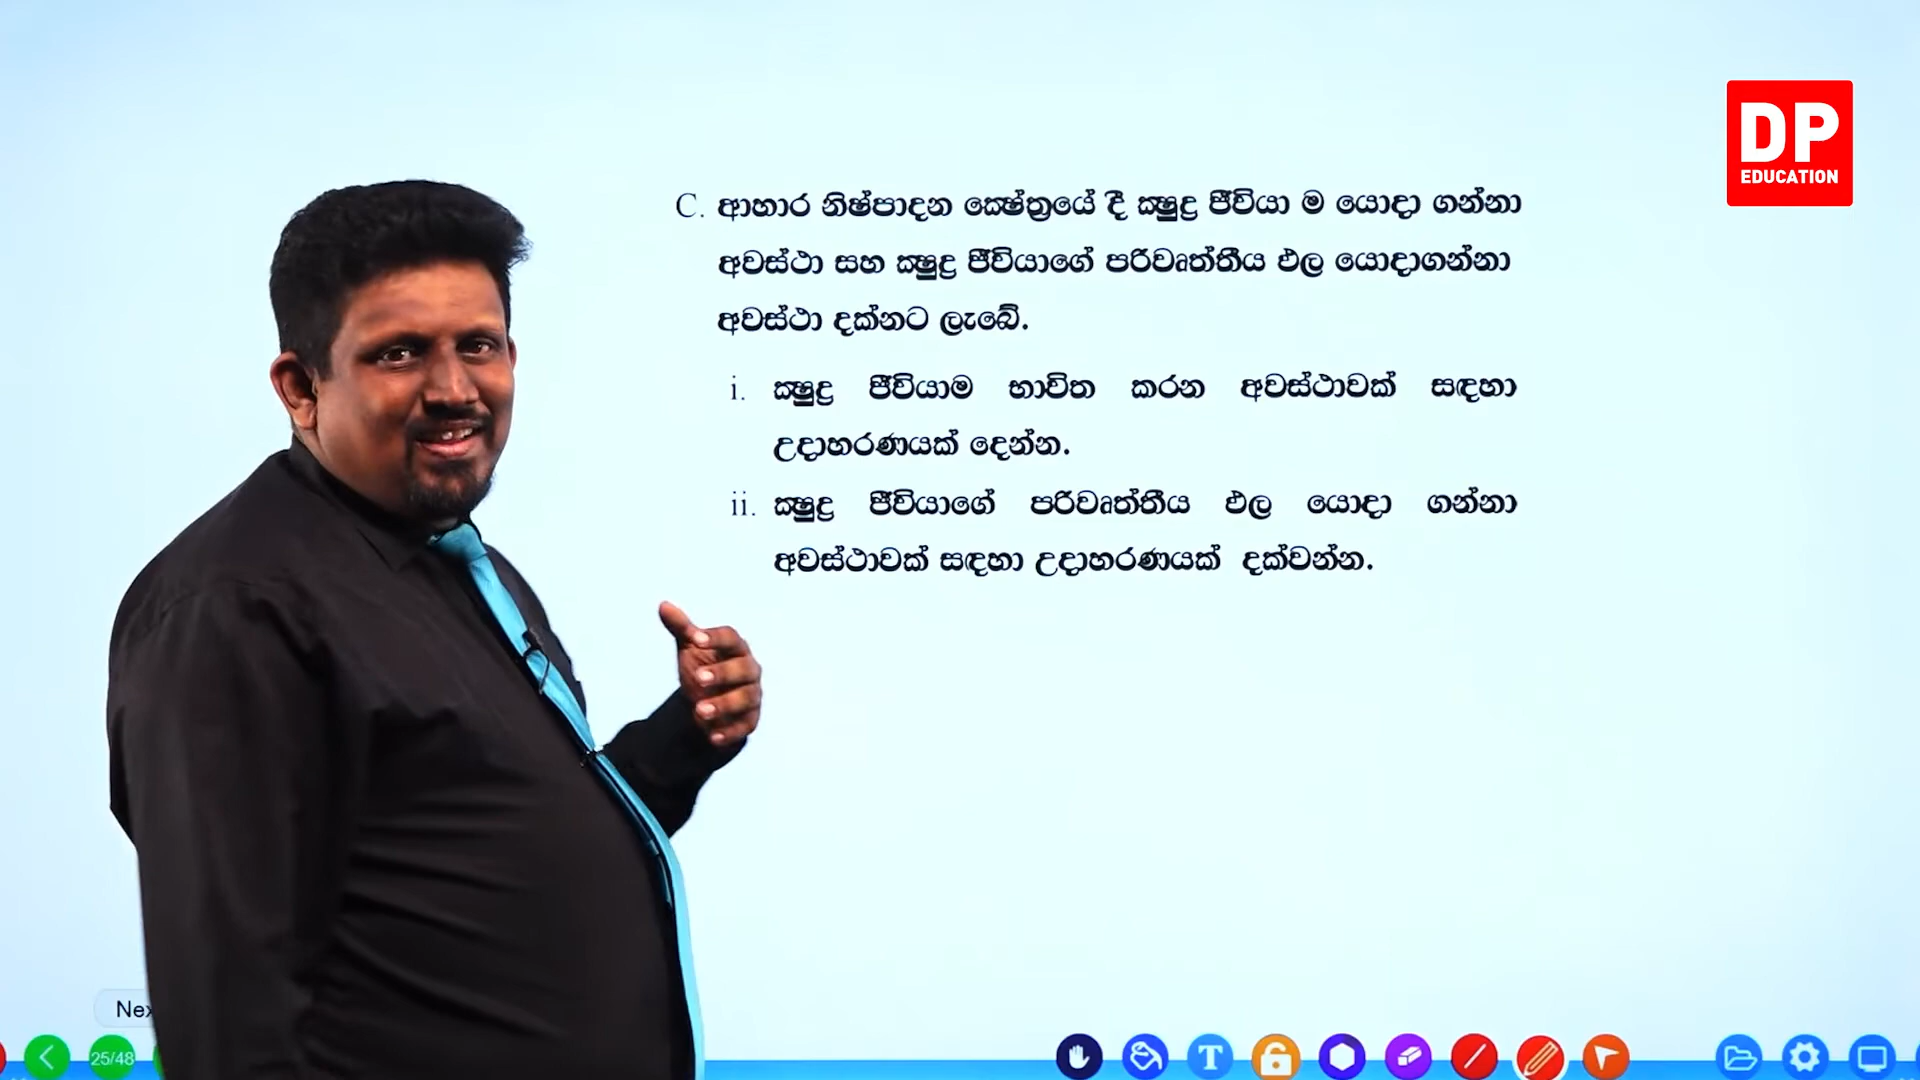 DP
EDUCATION
C. ආහාර නිෂ්පාදන ක්‍ෂේත්‍රයේ දී ක්‍ෂුද්‍ර ජීවියා ම යොදා ගන්නා
අවස්ථා සහ ක්‍ෂුද්‍ර ජීවියාගේ පරිවෘත්තීය ඵල යොදාගන්නා
අවස්ථා දක්නට ලැබේ.
i. ක්‍ෂුද්‍ර ජීවියාම භාවිත කරන අවස්ථාවක් සඳහා
උදාහරණයක් දෙන්න.
ii. ක්‍ෂුද්‍ර ජීවියාගේ පරිවෘත්තීය ඵල යොදා ගන්නා
අවස්ථාවක් සඳහා උදාහරණයක් දක්වන්න.
25/48
T